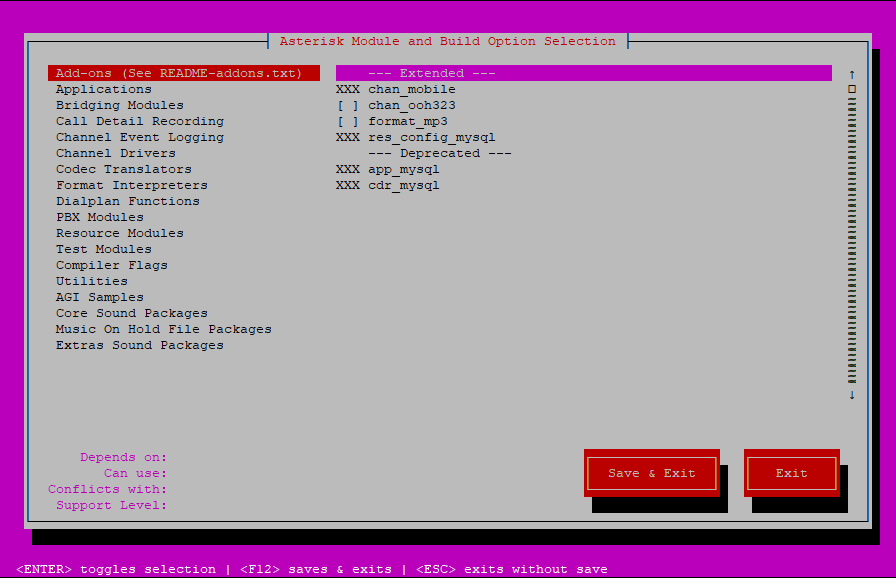 Asterisk Module and Build Option Selection
Add-ons (See README-addons.txt) --- Extended ---
Applications XXX chan_mobile
Bridging Modules [ ] chan_ooh323
Call Detail Recording [ ] format_mp3
Channel Event Logging XXX res_config_mysql
Channel Drivers --- Deprecated ---
Codec Translators XXX app_mysql
Format Interpreters XXX cdr_mysql
Dialplan Functions
PBX Modules
Resource Modules
Test Modules
Compiler Flags
Utilities
AGI Samples
Core Sound Packages
Music On Hold File Packages
Extras Sound Packages
Depends on:
Can use:
Conflicts with:
Support Level:
Save & Exit Exit
<ENTER> toggles selection | <F12> saves & exits | <ESC> exits without save